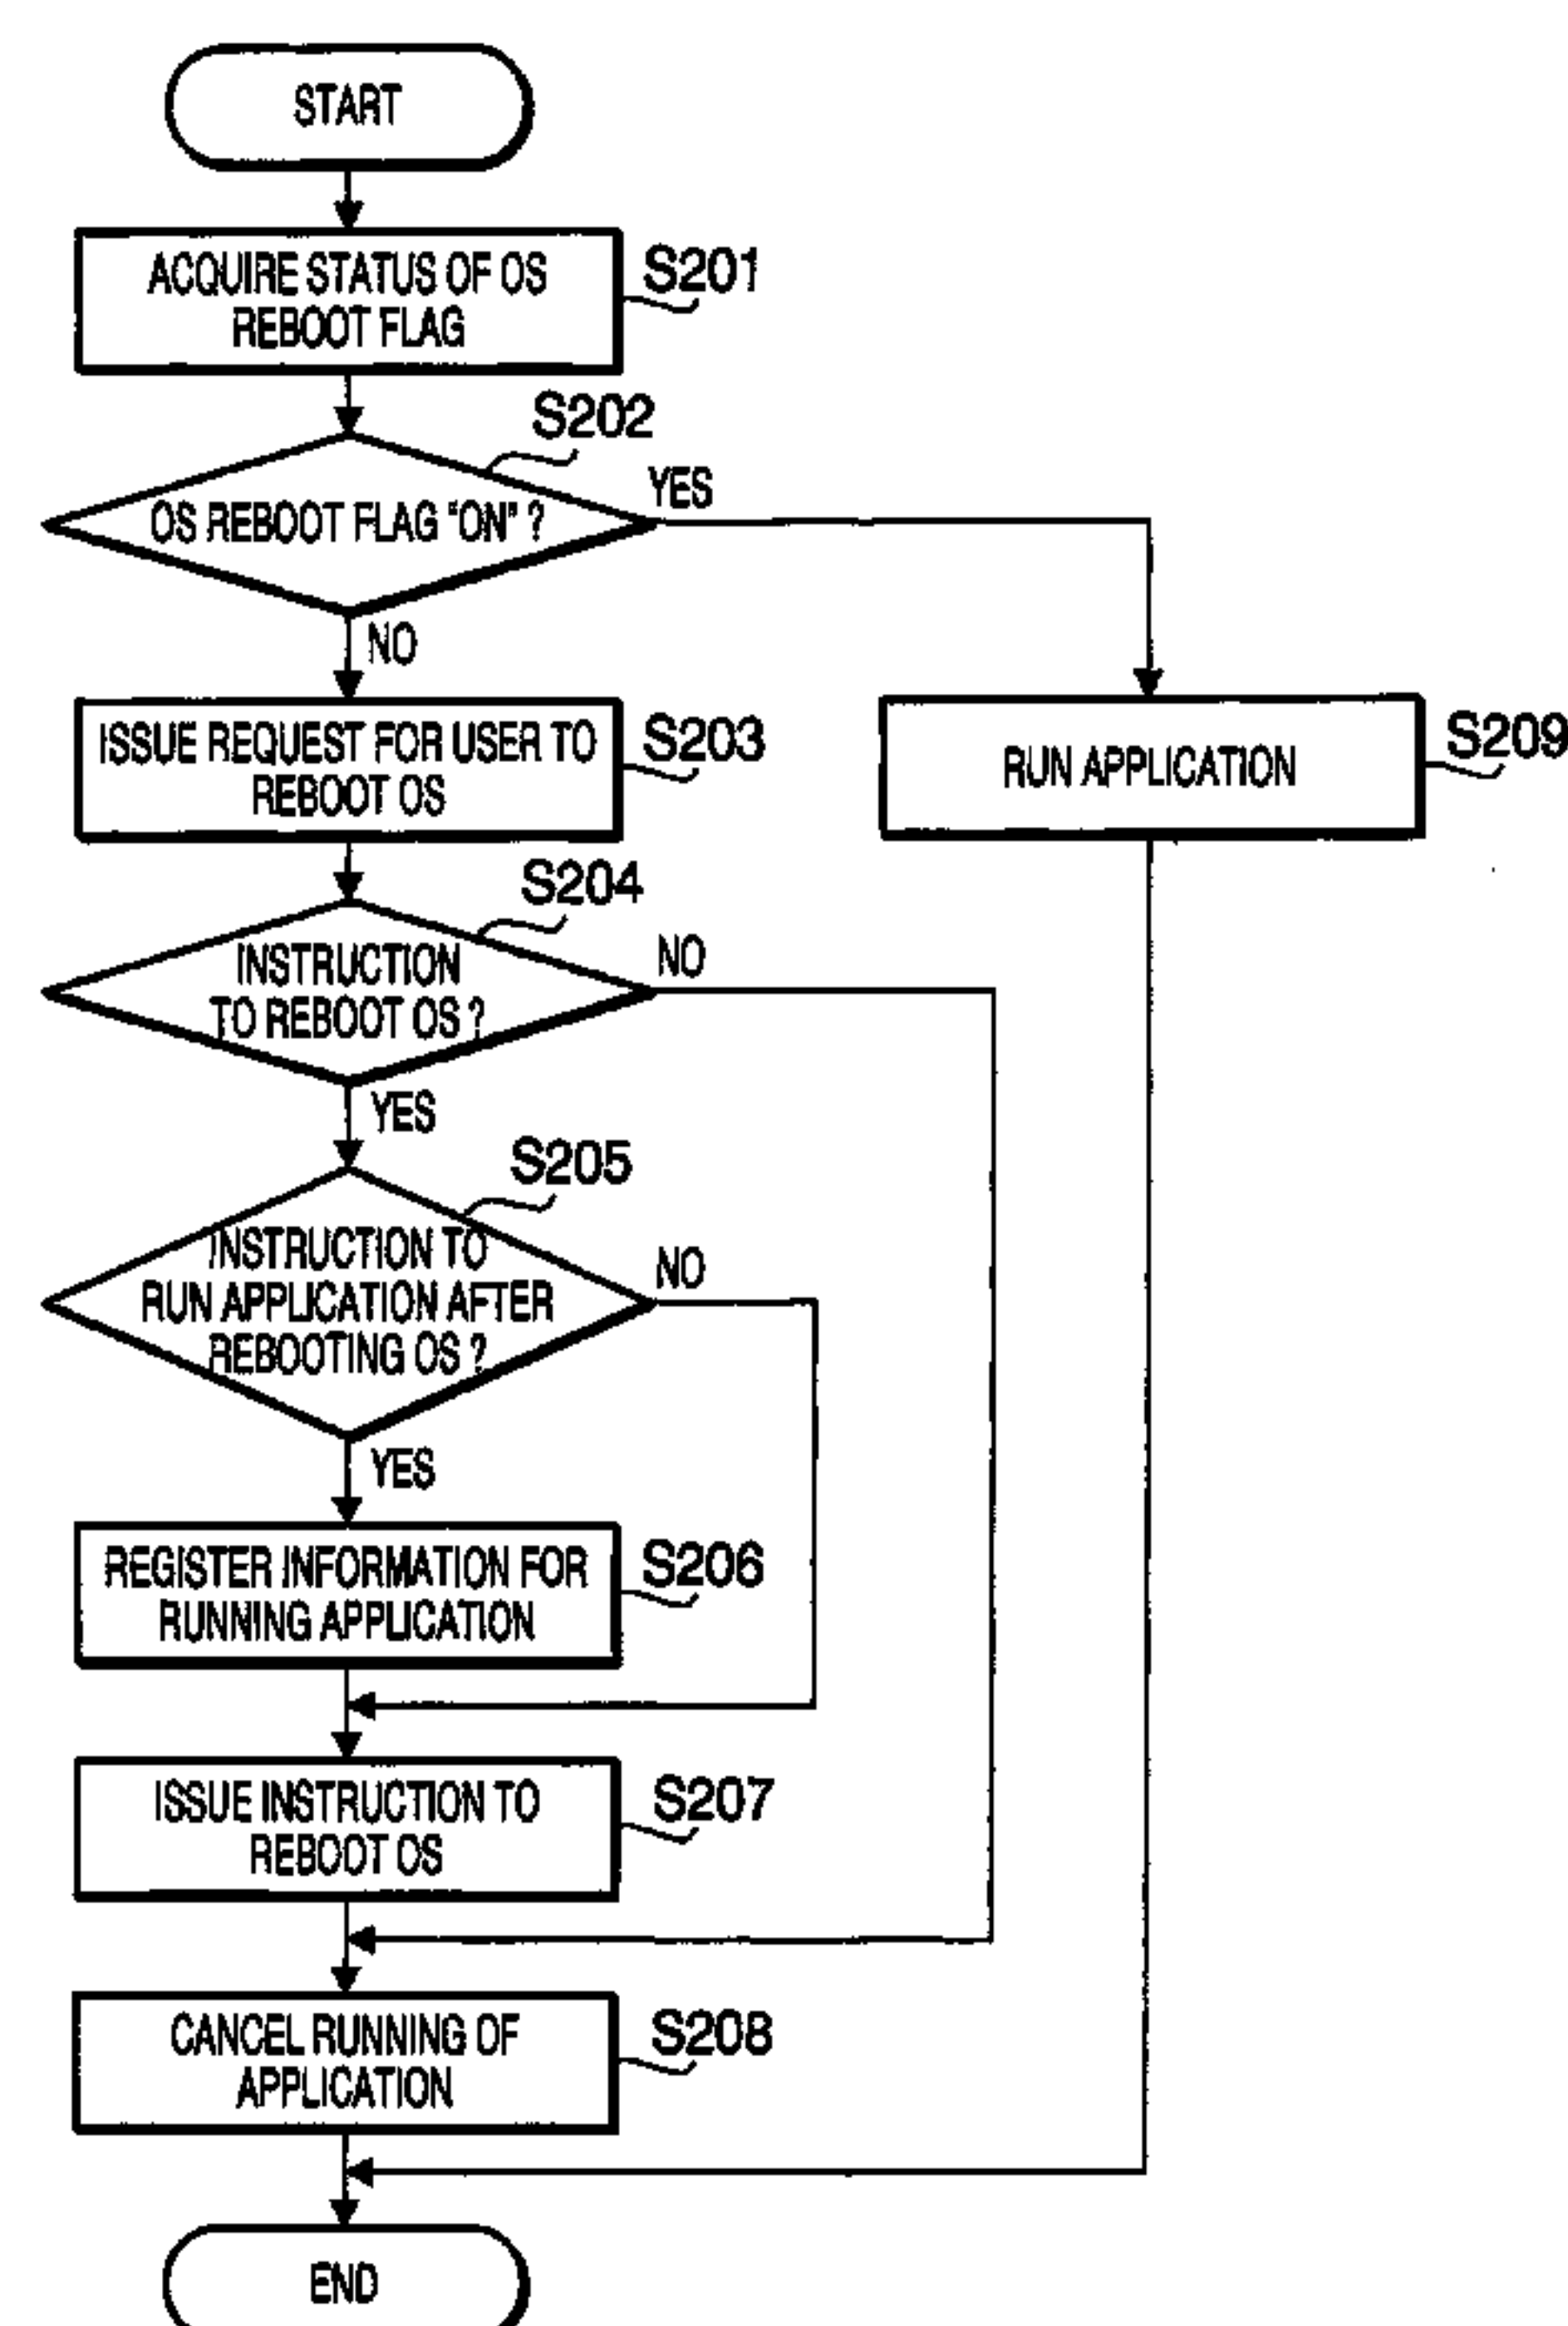 START
ACQUIRE STATUS OF OS
REBOOT FLAG
S201
S202
OS REBOOT FLAG "ON" ?
YES
NO
ISSUE REQUEST FOR USER TO
REBOOT OS
S203
RUN APPLICATION
S209
S204
INSTRUCTION
TO REBOOT OS ?
NO
YES
S205
INSTRUCTION TO
RUN APPLICATION AFTER
REBOOTING OS ?
NO
YES
REGISTER INFORMATION FOR
RUNNING APPLICATION
S206
ISSUE INSTRUCTION TO
REBOOT OS
S207
CANCEL RUNNING OF
APPLICATION
S208
END